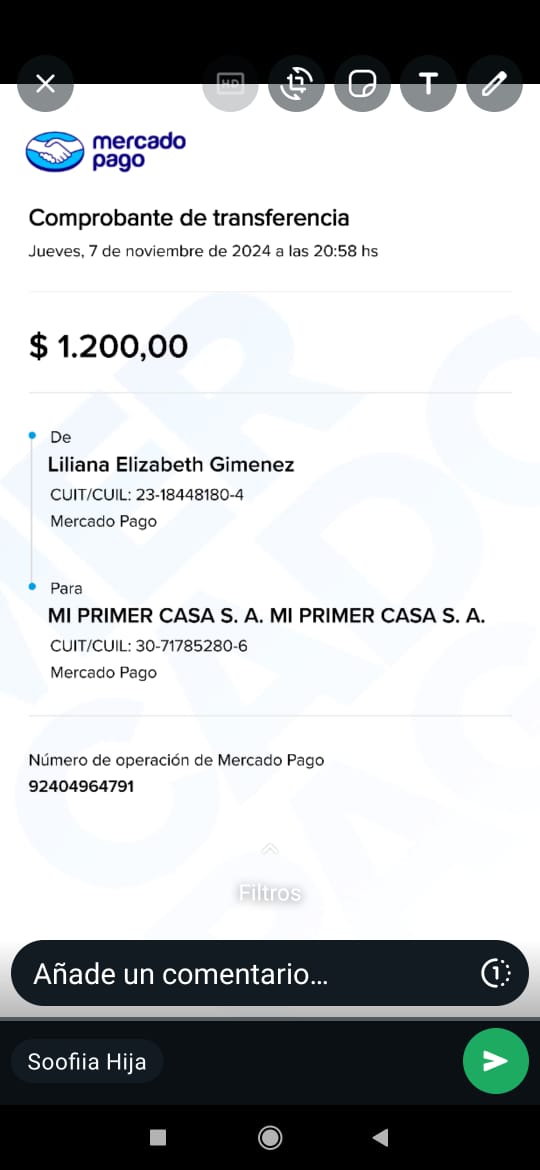 HD
T
mercado
pago
Comprobante de transferencia
Jueves, 7 de noviembre de 2024 a las 20:58 hs
$ 1.200,00
De
Liliana Elizabeth Gimenez
CUIT/CUIL: 23-18448180-4
Mercado Pago
Para
MI PRIMER CASA S. A. MI PRIMER CASA S. A.
CUIT/CUIL: 30-71785280-6
Mercado Pago
Número de operación de Mercado Pago
92404964791
Filtros
Añade un comentario...
1
Soofiia Hija